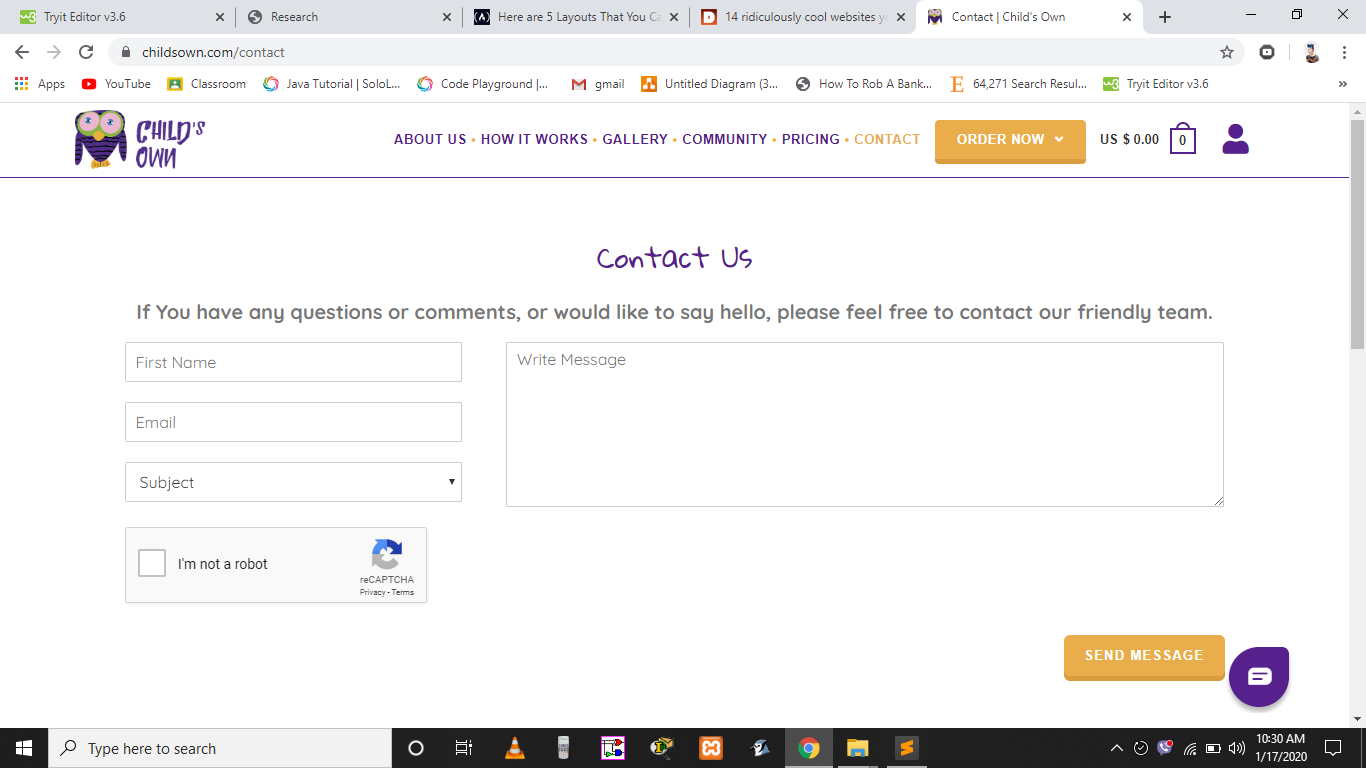 Tryit Editor v3.6
Research
Here are 5 Layouts That You Ca
14 ridiculously cool websites yo
Contact | Child's Own
childsown.com/contact
Apps
YouTube
Classroom
Java Tutorial | SoloL...
Code Playground |...
gmail
Untitled Diagram (3...
How To Rob A Bank...
64,271 Search Resul...
Tryit Editor v3.6
»
CHILD'S
OWN
ABOUT US • HOW IT WORKS • GALLERY • COMMUNITY • PRICING • CONTACT
ORDER NOW
US $ 0.00
0
Contact Us
If You have any questions or comments, or would like to say hello, please feel free to contact our friendly team.
First Name
Write Message
Email
Subject
I'm not a robot
reCAPTCHA
Privacy - Terms
SEND MESSAGE
Type here to search
10:30 AM
1/17/2020